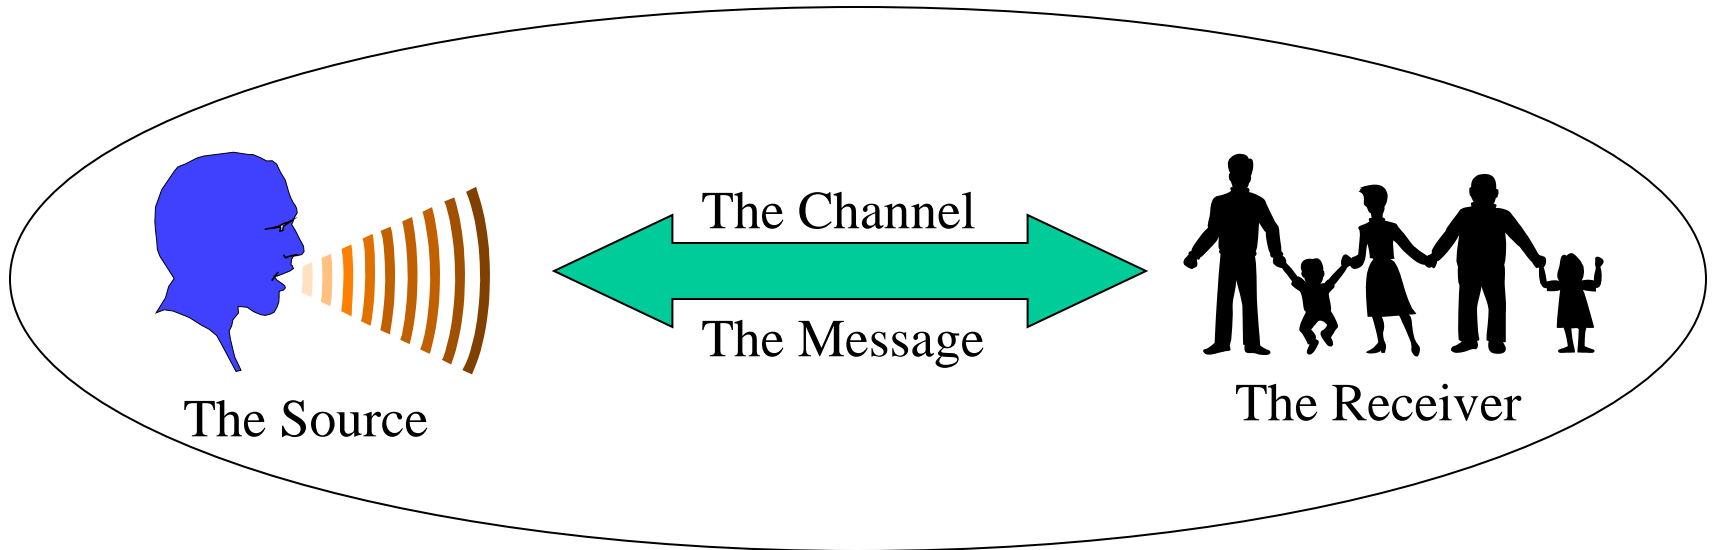 The Channel
The Message
The Source
The Receiver